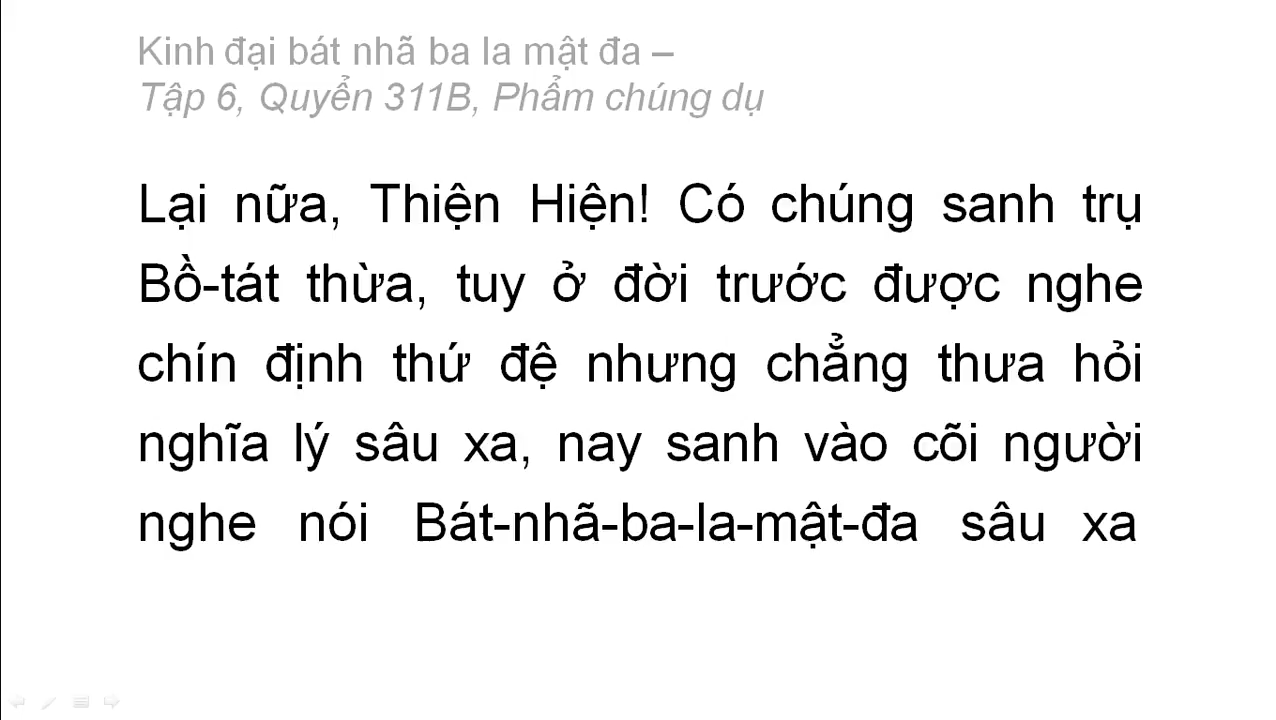 Kinh đại bát nhã ba la mật đa –
Tập 6, Quyển 311B, Phẩm chúng dụ
Lại nữa, Thiện Hiện! Có chúng sanh trụ
Bồ-tát thừa, tuy ở đời trước được nghe
chín định thứ đệ nhưng chẳng thưa hỏi
nghĩa lý sâu xa, nay sanh vào cõi người
nghe nói Bát-nhã-ba-la-mật-đa sâu xa